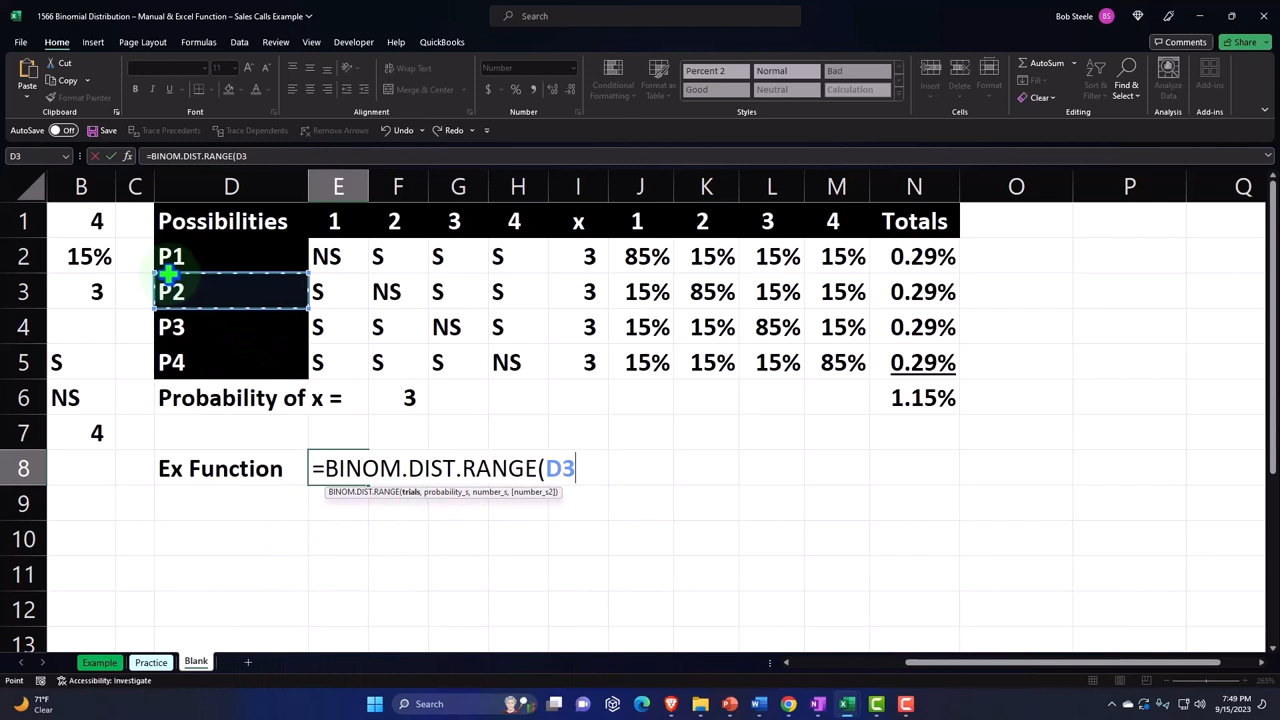 1566 Binomial Distribution – Manual & Excel Function – Sales Calls Example
Search
Bob Steele BS
File Home Insert Page Layout Formulas Data Review View Developer Help QuickBooks Comments Share
Paste Cut Copy Format Painter
11
Wrap Text
Merge & Center
Number
Conditional Formatting
Format as Table
Percent 2 Normal Bad
Good Neutral Calculation
Insert Delete Format
AutoSum Fill Clear
Sort & Filter
Find & Select
Analyze Data
Add-ins
Clipboard Font Alignment Number Styles Cells Editing Analysis Add-ins
AutoSave Off Save Trace Precedents Trace Dependents Remove Arrows Undo Redo
D3 fx =BINOM.DIST.RANGE(D3
B C D E F G H I J K L M N O P Q
1 4 Possibilities 1 2 3 4 x 1 2 3 4 Totals
2 15% P1 NS S S S 3 85% 15% 15% 15% 0.29%
3 3 P2 S NS S S 3 15% 85% 15% 15% 0.29%
4 P3 S S NS S 3 15% 15% 85% 15% 0.29%
5 S P4 S S S NS 3 15% 15% 15% 85% 0.29%
6 NS Probability of x = 3 1.15%
7 4
8 Ex Function =BINOM.DIST.RANGE(D3
BINOM.DIST.RANGE(trials, probability_s, number_s, [number_s2])
9
10
11
12
13
Example Practice Blank
Point Accessibility: Investigate 265%
71°F
Clear
Search
7:49 PM
9/15/2023